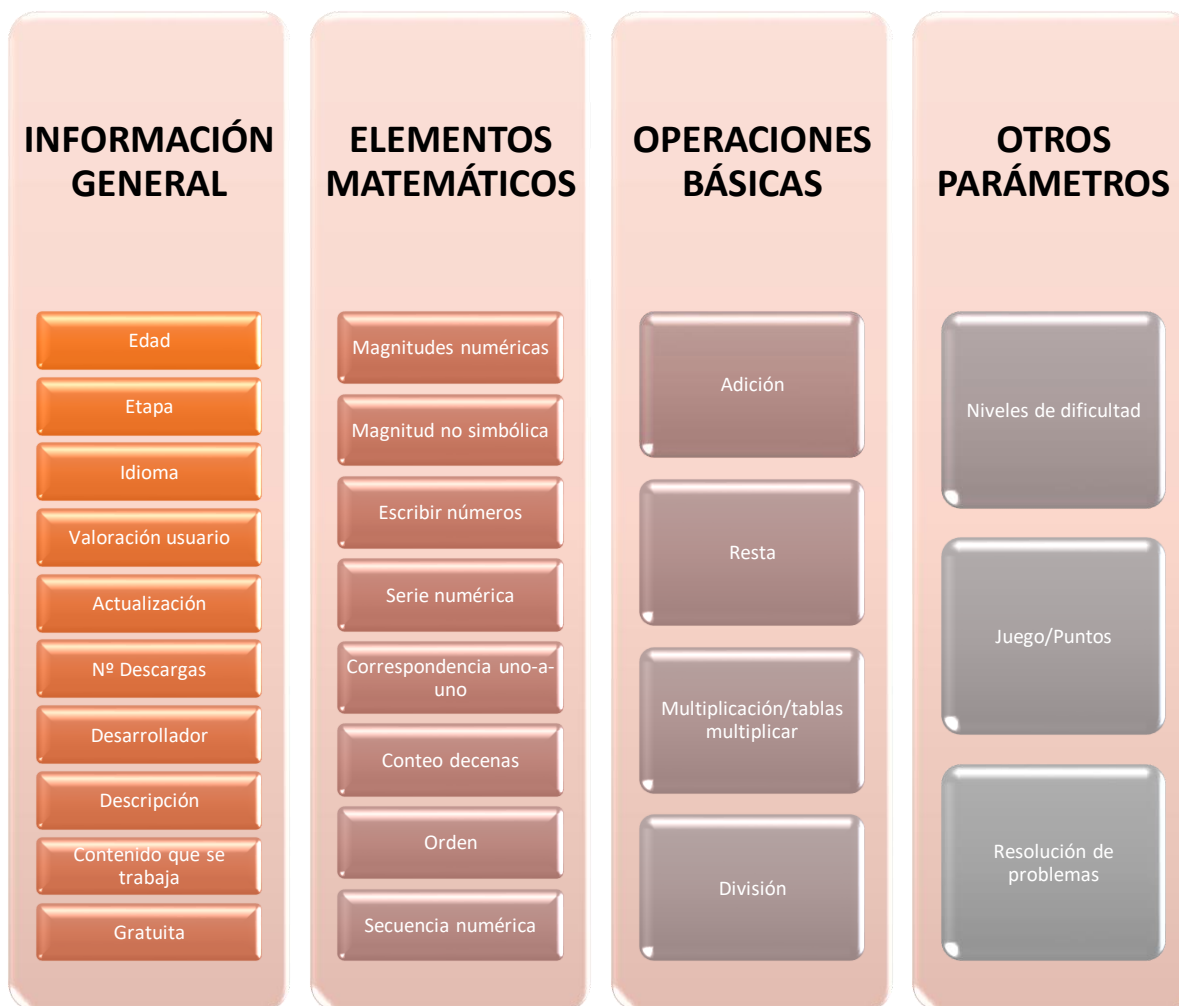 INFORMACIÓN
GENERAL
Edad
Etapa
Idioma
Valoración usuario
Actualización
Nº Descargas
Desarrollador
Descripción
Contenido que se
trabaja
Gratuita
ELEMENTOS
MATEMÁTICOS
Magnitudes numéricas
Magnitud no simbólica
Escribir números
Serie numérica
Correspondencia uno-a-
uno
Conteo decenas
Orden
Secuencia numérica
OPERACIONES
BÁSICAS
Adición
Resta
Multiplicación/tablas
multiplicar
División
OTROS
PARÁMETROS
Niveles de dificultad
Juego/Puntos
Resolución de
problemas